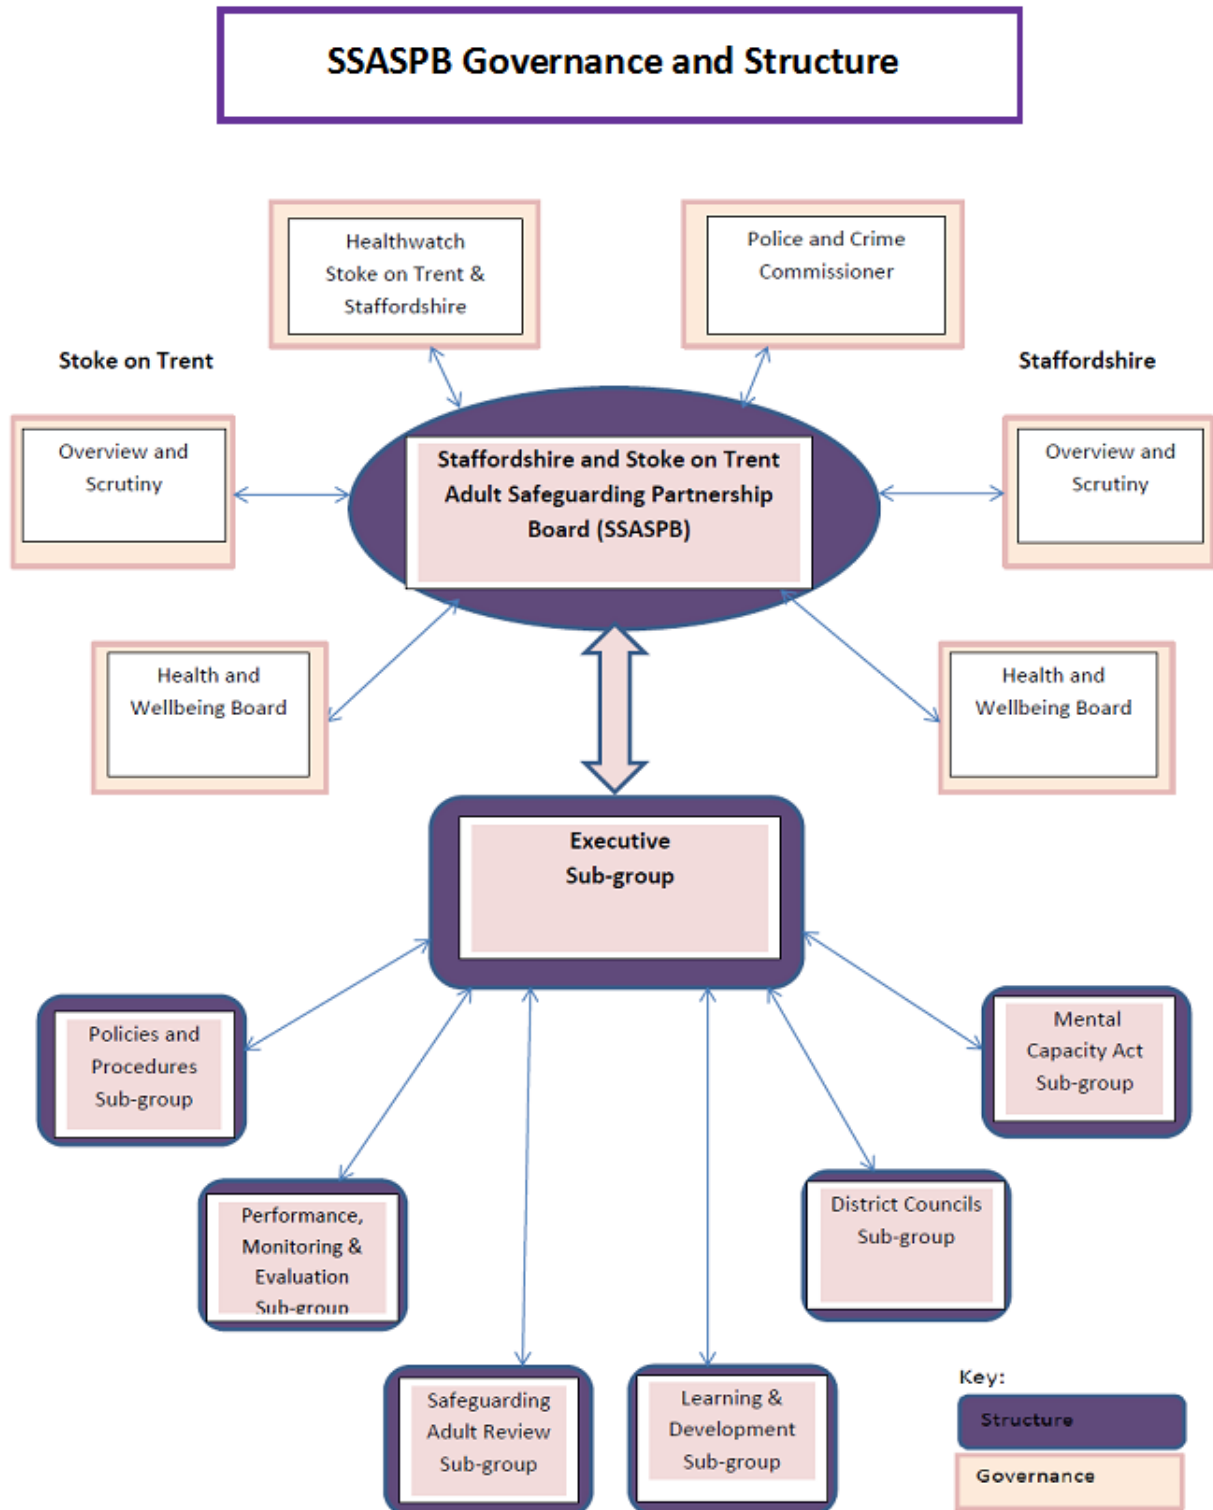 SSASPB Governance and Structure
Healthwatch
Stoke on Trent &
Staffordshire
Police and Crime
Commissioner
Stoke on Trent
Staffordshire
Overview and
Scrutiny
Staffordshire and Stoke on Trent
Adult Safeguarding Partnership
Board (SSASPB)
Overview and
Scrutiny
Health and
Wellbeing Board
Health and
Wellbeing Board
Executive
Sub-group
Policies and
Procedures
Sub-group
Mental
Capacity Act
Sub-group
Performance,
Monitoring &
Evaluation
Sub-group
District Councils
Sub-group
Safeguarding
Adult Review
Sub-group
Learning &
Development
Sub-group
Key:
Structure
Governance